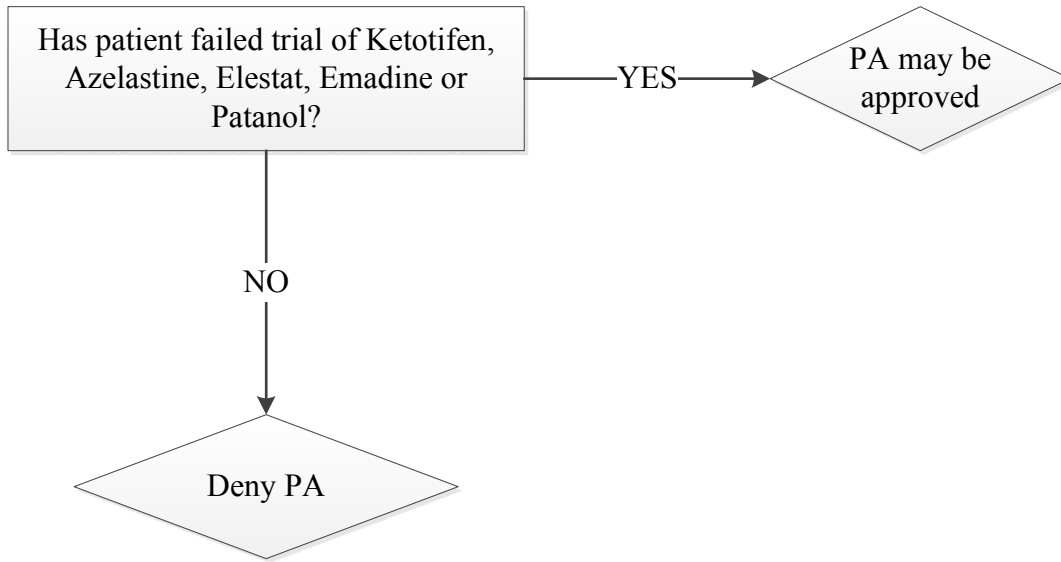 Has patient failed trial of Ketotifen,
Azelastine, Elestat, Emadine or
Patanol?
YES
PA may be
approved
NO
Deny PA